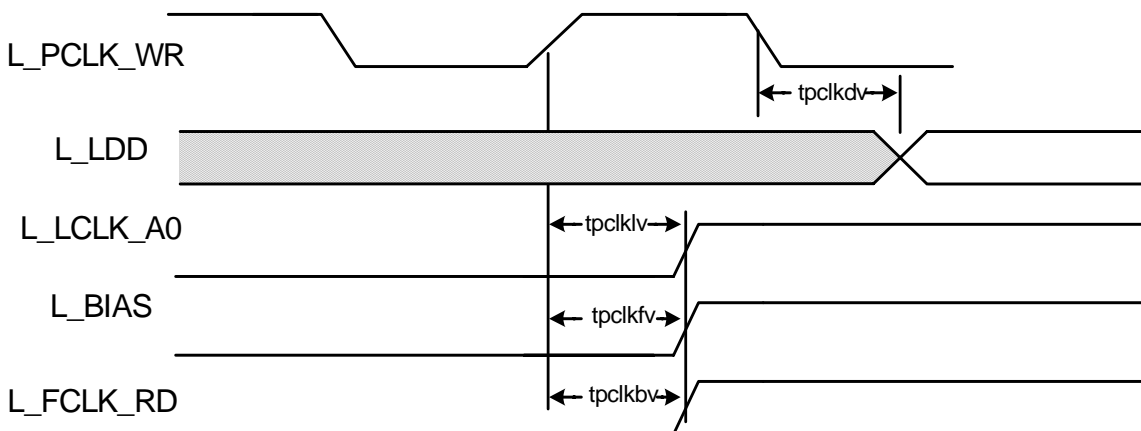 L_PCLK_WR
tpclkdv
L_LDD
L_LCLK_A0
tpclklv
L_BIAS
tpclkfv
L_FCLK_RD
tpclkbv